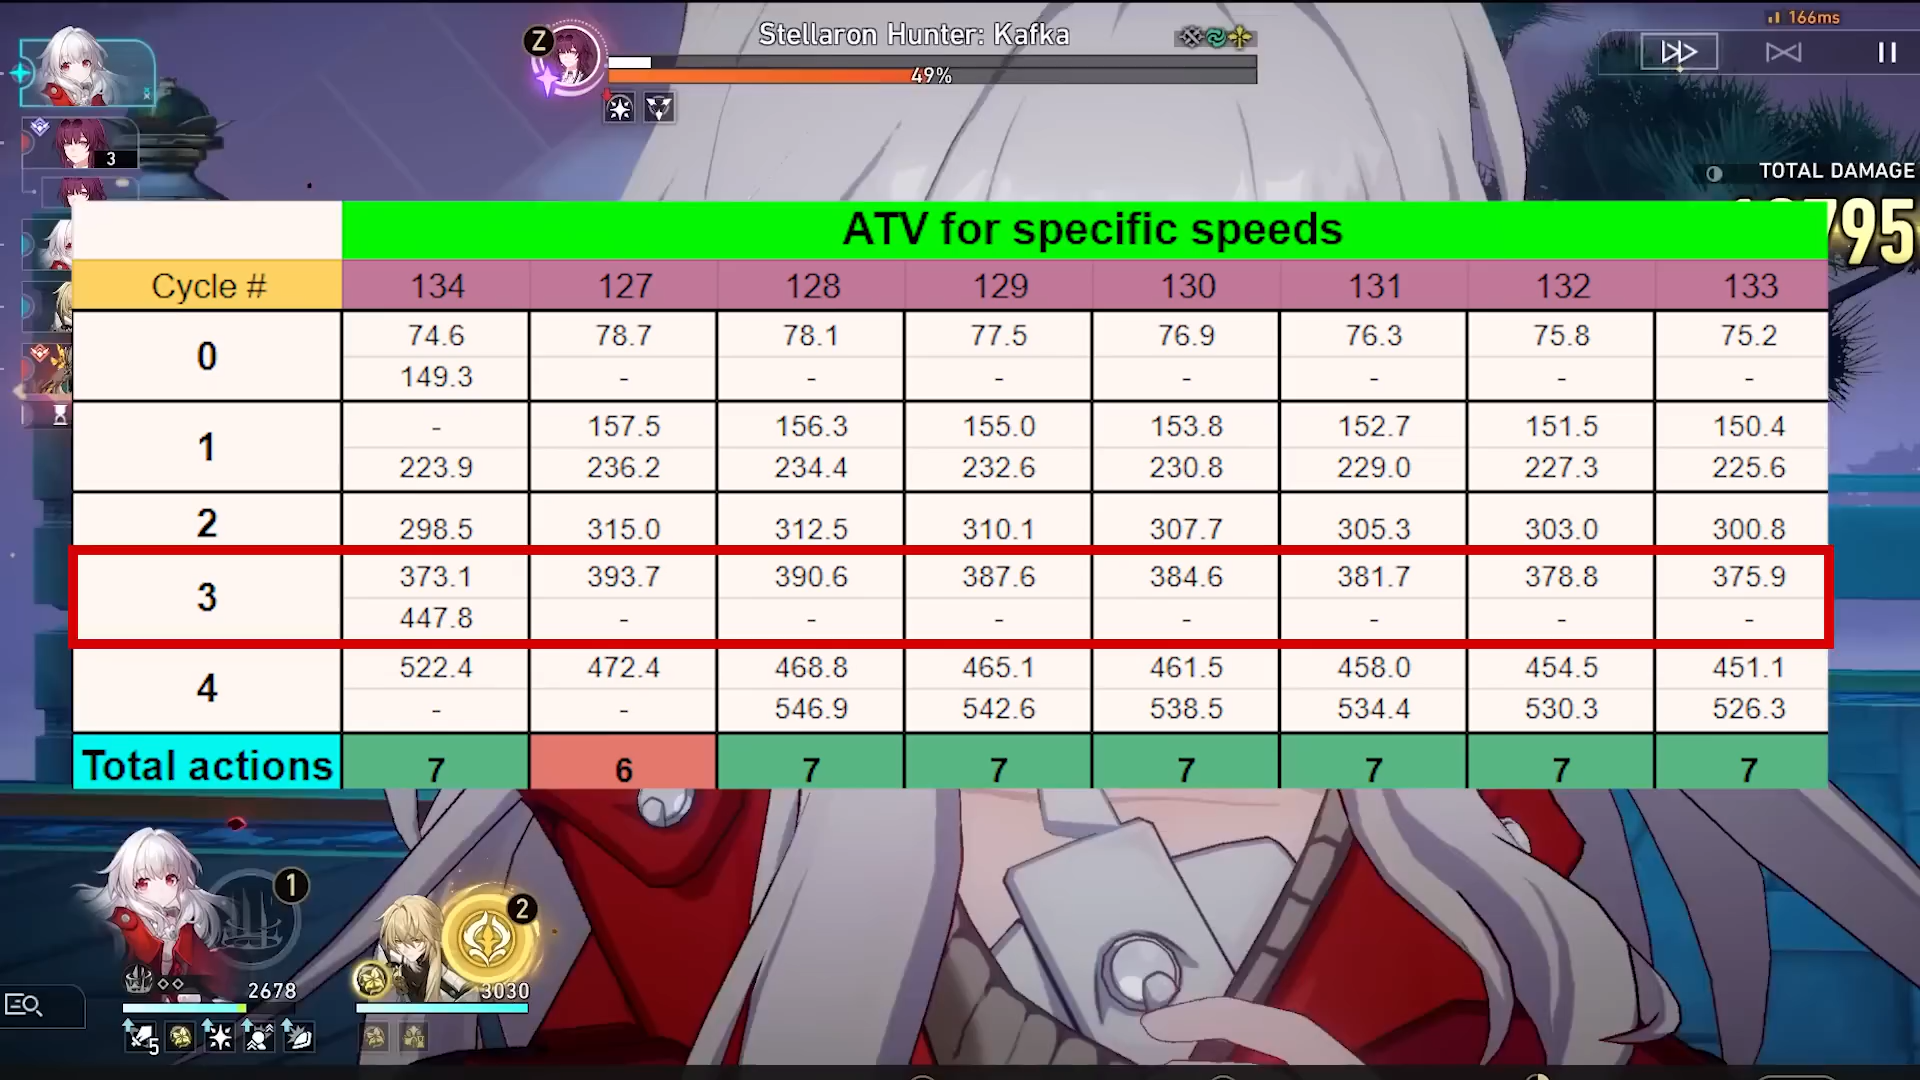 166ms
Z
Stellaron Hunter: Kafka
49%
3
TOTAL DAMAGE
795
ATV for specific speeds
Cycle # 134 127 128 129 130 131 132 133
0 74.6 78.7 78.1 77.5 76.9 76.3 75.8 75.2
149.3 - - - - - - -
1 - 157.5 156.3 155.0 153.8 152.7 151.5 150.4
223.9 236.2 234.4 232.6 230.8 229.0 227.3 225.6
2 298.5 315.0 312.5 310.1 307.7 305.3 303.0 300.8
3 373.1 393.7 390.6 387.6 384.6 381.7 378.8 375.9
447.8 - - - - - - -
4 522.4 472.4 468.8 465.1 461.5 458.0 454.5 451.1
- - 546.9 542.6 538.5 534.4 530.3 526.3
Total actions 7 6 7 7 7 7 7 7
1
2
2678
3030
5